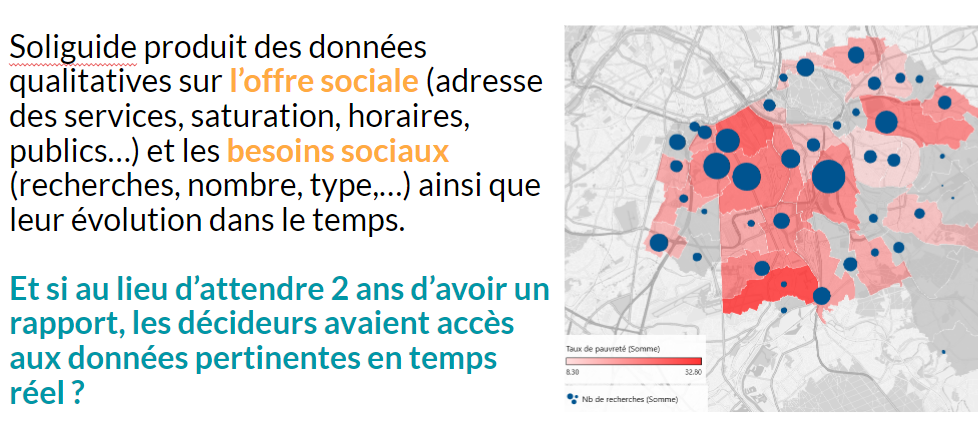 Soliguide produit des données
qualitatives sur l'offre sociale (adresse
des services, saturation, horaires,
publics...) et les besoins sociaux
(recherches, nombre, type,...) ainsi que
leur évolution dans le temps.
Et si au lieu d'attendre 2 ans d'avoir un
rapport, les décideurs avaient accès
aux données pertinentes en temps
réel ?
Taux de pauvreté (Somme)
8.30 32.80
Nb de recherches (Somme)